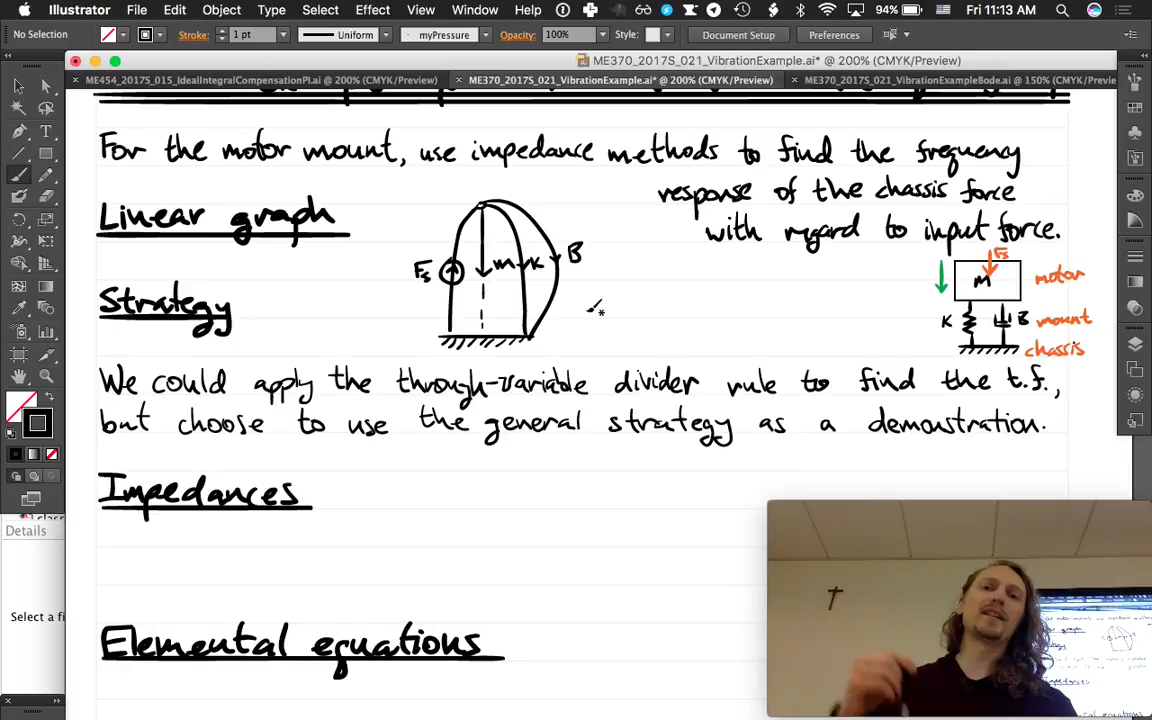 Illustrator File Edit Object Type Select Effect View Window Help 94% Fri 11:13 AM
No Selection Stroke: 1 pt Uniform myPressure Opacity: 100% Style: Document Setup Preferences
ME370_2017S_021_VibrationExample.ai* @ 200% (CMYK/Preview)
ME454_2017S_015_IdealIntegralCompensationPI.ai @ 200% (CMYK/Preview) ME370_2017S_021_VibrationExample.ai* @ 200% (CMYK/Preview) ME370_2017S_021_VibrationExampleBode.ai @ 150% (CMYK/Preview)
For the motor mount, use impedance methods to find the frequency
response of the chassis force
with regard to input force.
Linear graph
Fs m K B
Fs
m motor
K B mount
chassis
Strategy
We could apply the through-variable divider rule to find the t.f.,
but choose to use the general strategy as a demonstration.
Impedances
Details
Select a fi
Elemental equations